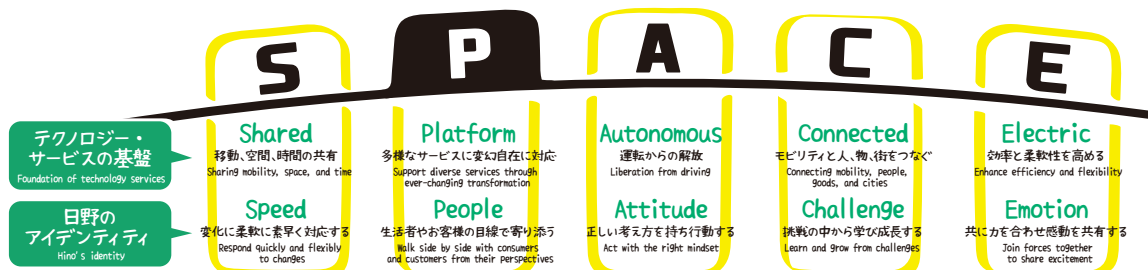 S P A C E
テクノロジー・
サービスの基盤
Foundation of technology services
Shared
移動、空間、時間の共有
Sharing mobility, space, and time
Platform
多様なサービスに変幻自在に対応
Support diverse services through
ever-changing transformation
Autonomous
運転からの解放
Liberation from driving
Connected
モビリティと人、物、街をつなぐ
Connecting mobility, people,
goods, and cities
Electric
効率と柔軟性を高める
Enhance efficiency and flexibility
日野の
アイデンティティ
Hino's identity
Speed
変化に柔軟に素早く対応する
Respond quickly and flexibly
to changes
People
生活者やお客様の目線で寄り添う
Walk side by side with consumers
and customers from their perspectives
Attitude
正しい考え方を持ち行動する
Act with the right mindset
Challenge
挑戦の中から学び成長する
Learn and grow from challenges
Emotion
共に力を合わせ感動を共有する
Join forces together
to share excitement